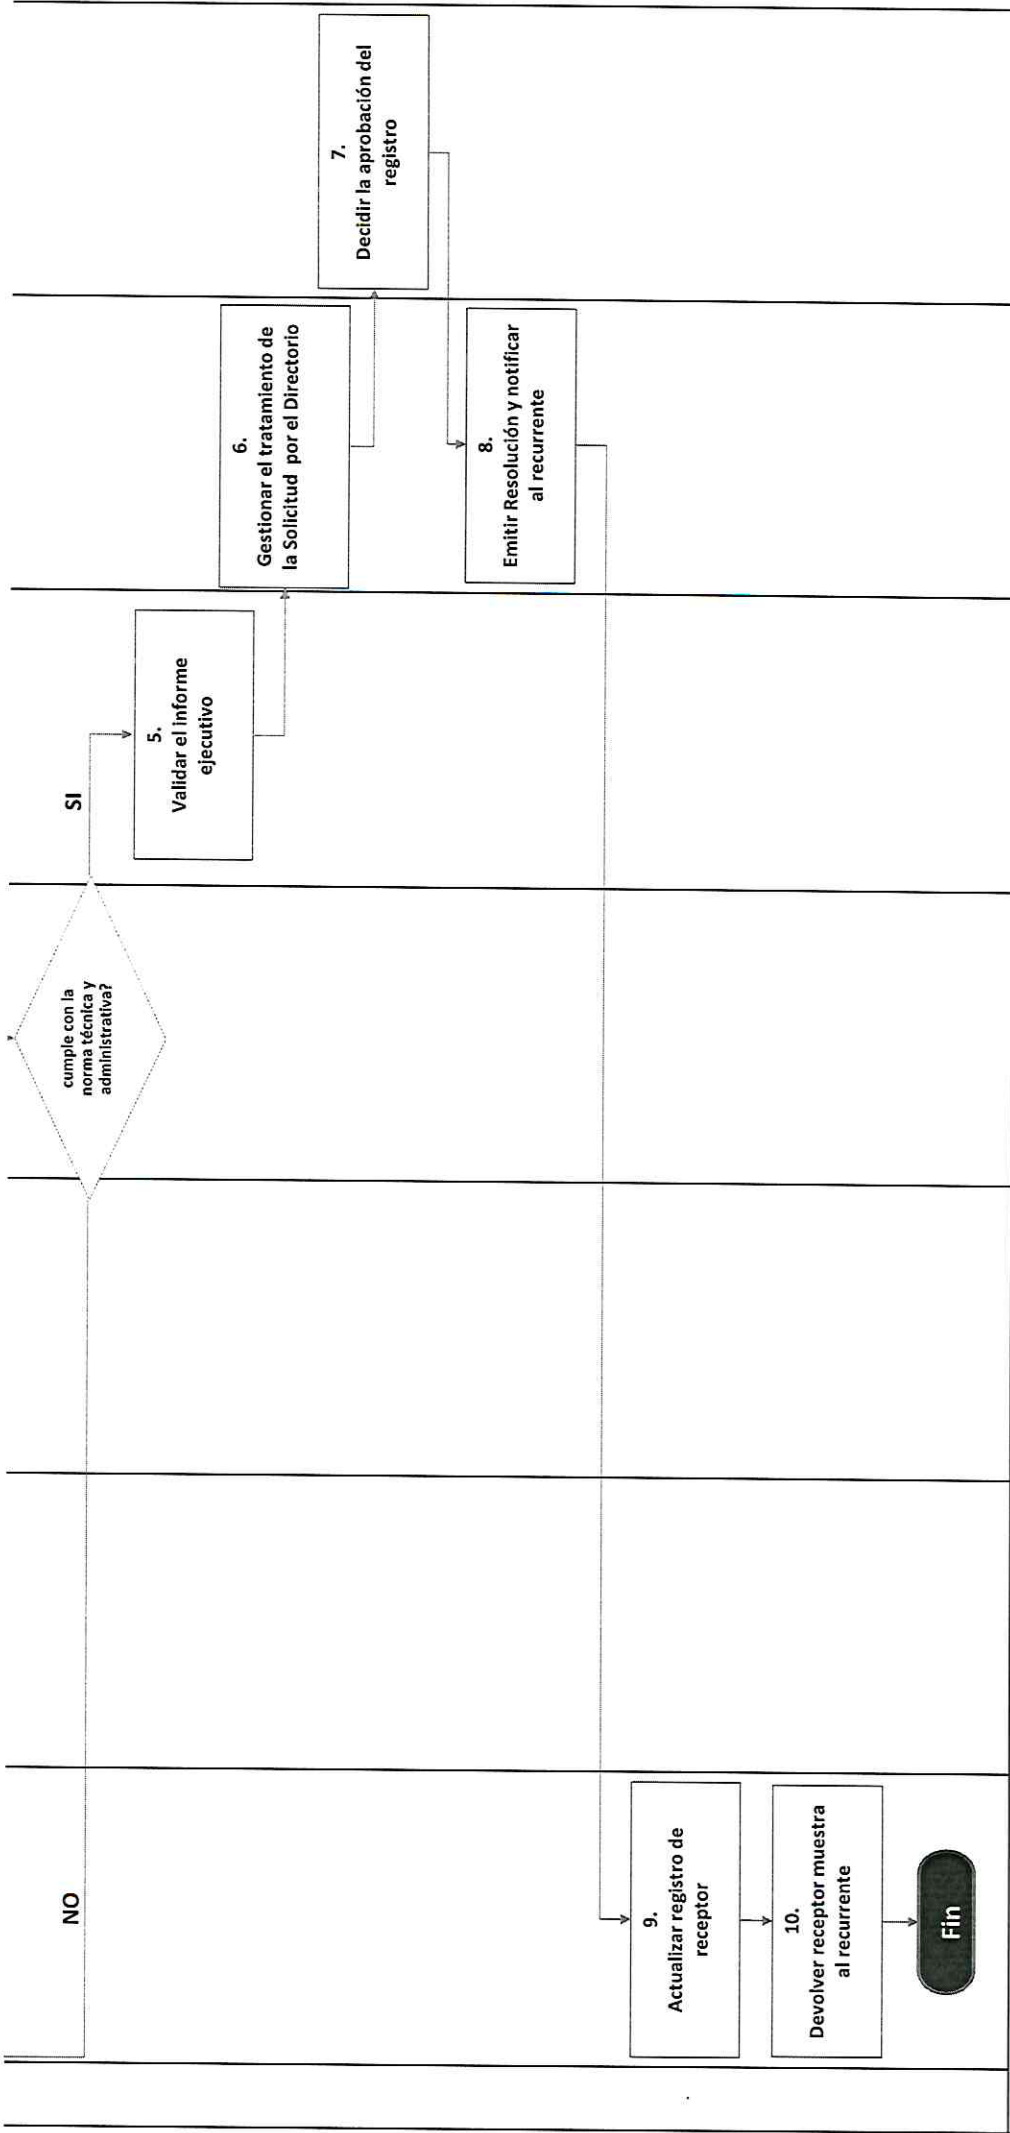 cumple con la
norma técnica y
administrativa?
SI
NO
5.
Validar el informe
ejecutivo
6.
Gestionar el tratamiento de
la Solicitud por el Directorio
7.
Decidir la aprobación del
registro
8.
Emitir Resolución y notificar
al recurrente
9.
Actualizar registro de
receptor
10.
Devolver receptor muestra
al recurrente
Fin